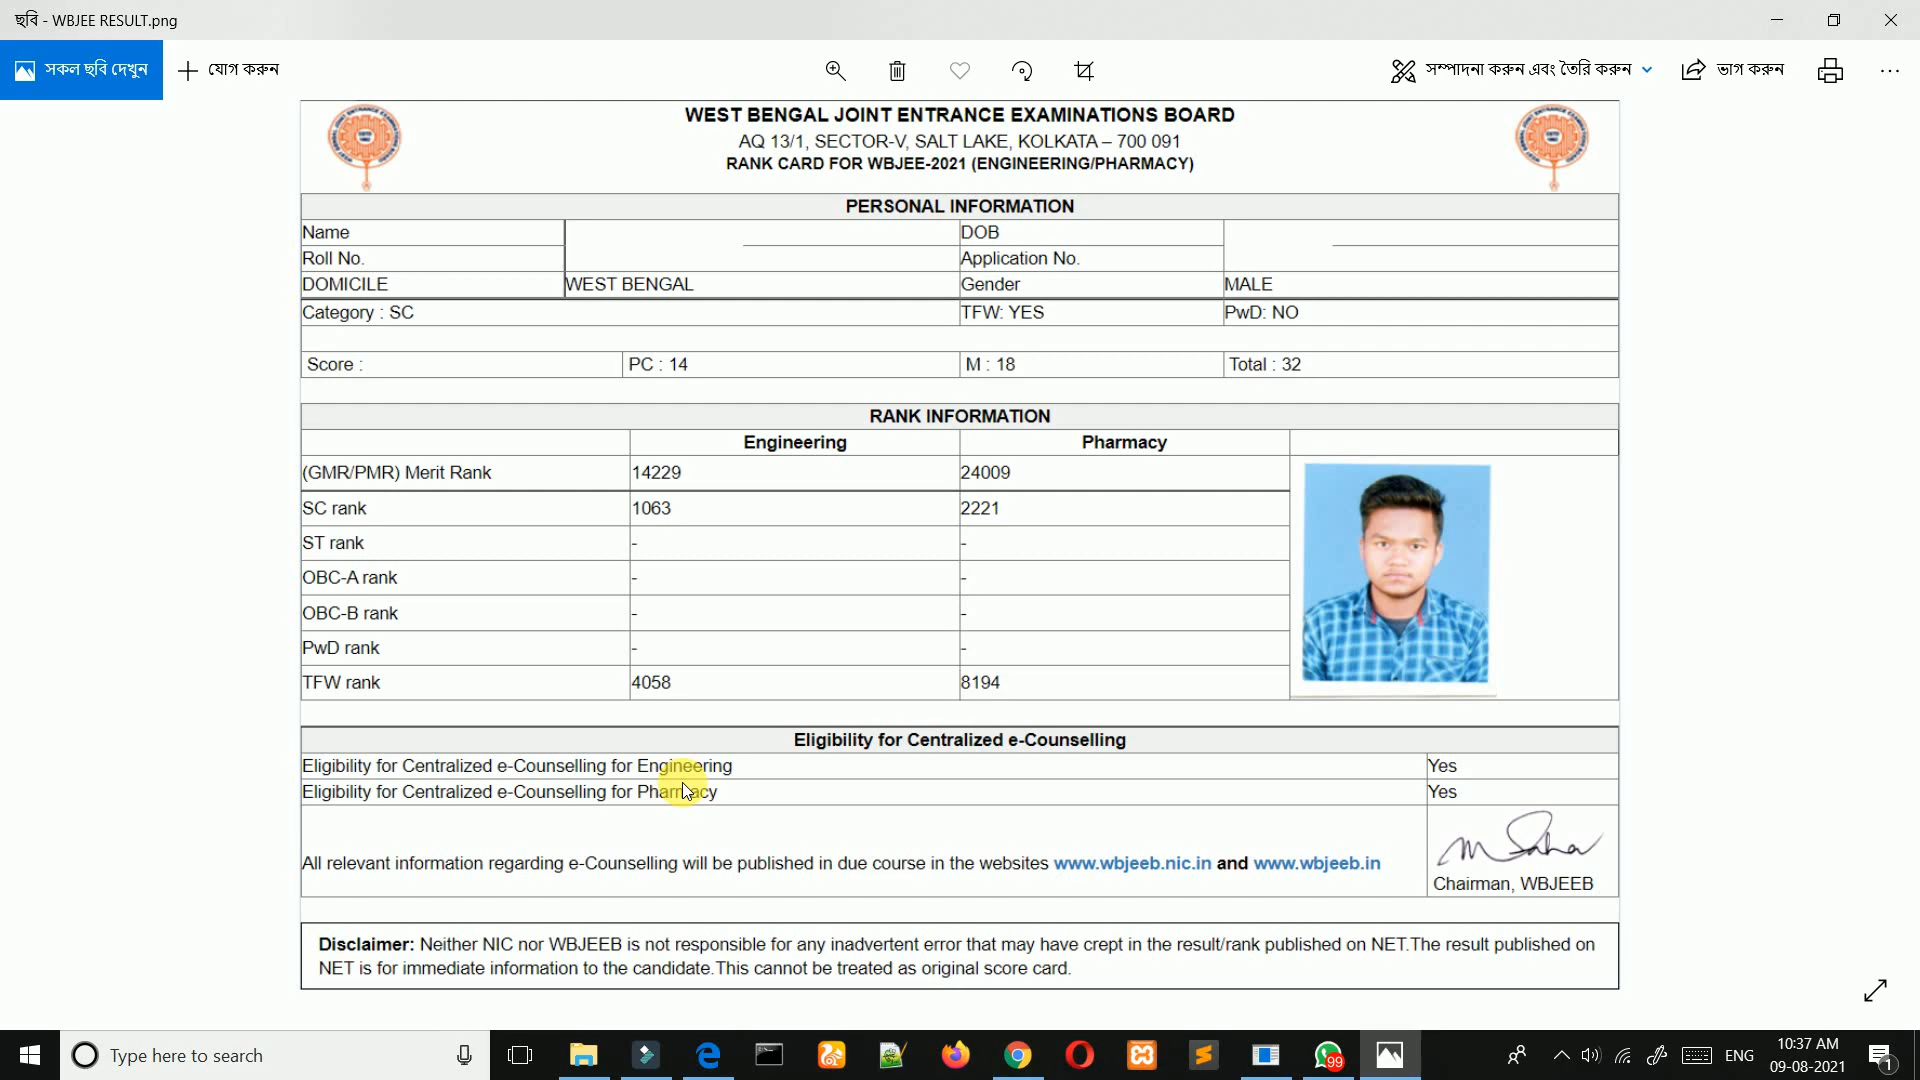 ছবি - WBJEE RESULT.png
সকল ছবি দেখুন
যোগ করুন
সম্পাদনা করুন এবং তৈরি করুন
ভাগ করুন
WEST BENGAL JOINT ENTRANCE EXAMINATIONS BOARD
AQ 13/1, SECTOR-V, SALT LAKE, KOLKATA – 700 091
RANK CARD FOR WBJEE-2021 (ENGINEERING/PHARMACY)
PERSONAL INFORMATION
Name DOB
Roll No. Application No.
DOMICILE WEST BENGAL Gender MALE
Category : SC TFW: YES PwD: NO
Score : PC : 14 M : 18 Total : 32
RANK INFORMATION
Engineering Pharmacy
(GMR/PMR) Merit Rank 14229 24009
SC rank 1063 2221
ST rank - -
OBC-A rank - -
OBC-B rank - -
PwD rank - -
TFW rank 4058 8194
Eligibility for Centralized e-Counselling
Eligibility for Centralized e-Counselling for Engineering Yes
Eligibility for Centralized e-Counselling for Pharmacy Yes
All relevant information regarding e-Counselling will be published in due course in the websites www.wbjeeb.nic.in and www.wbjeeb.in
M Saha
Chairman, WBJEEB
Disclaimer: Neither NIC nor WBJEEB is not responsible for any inadvertent error that may have crept in the result/rank published on NET.The result published on
NET is for immediate information to the candidate.This cannot be treated as original score card.
Type here to search
99
ENG
10:37 AM
09-08-2021
1